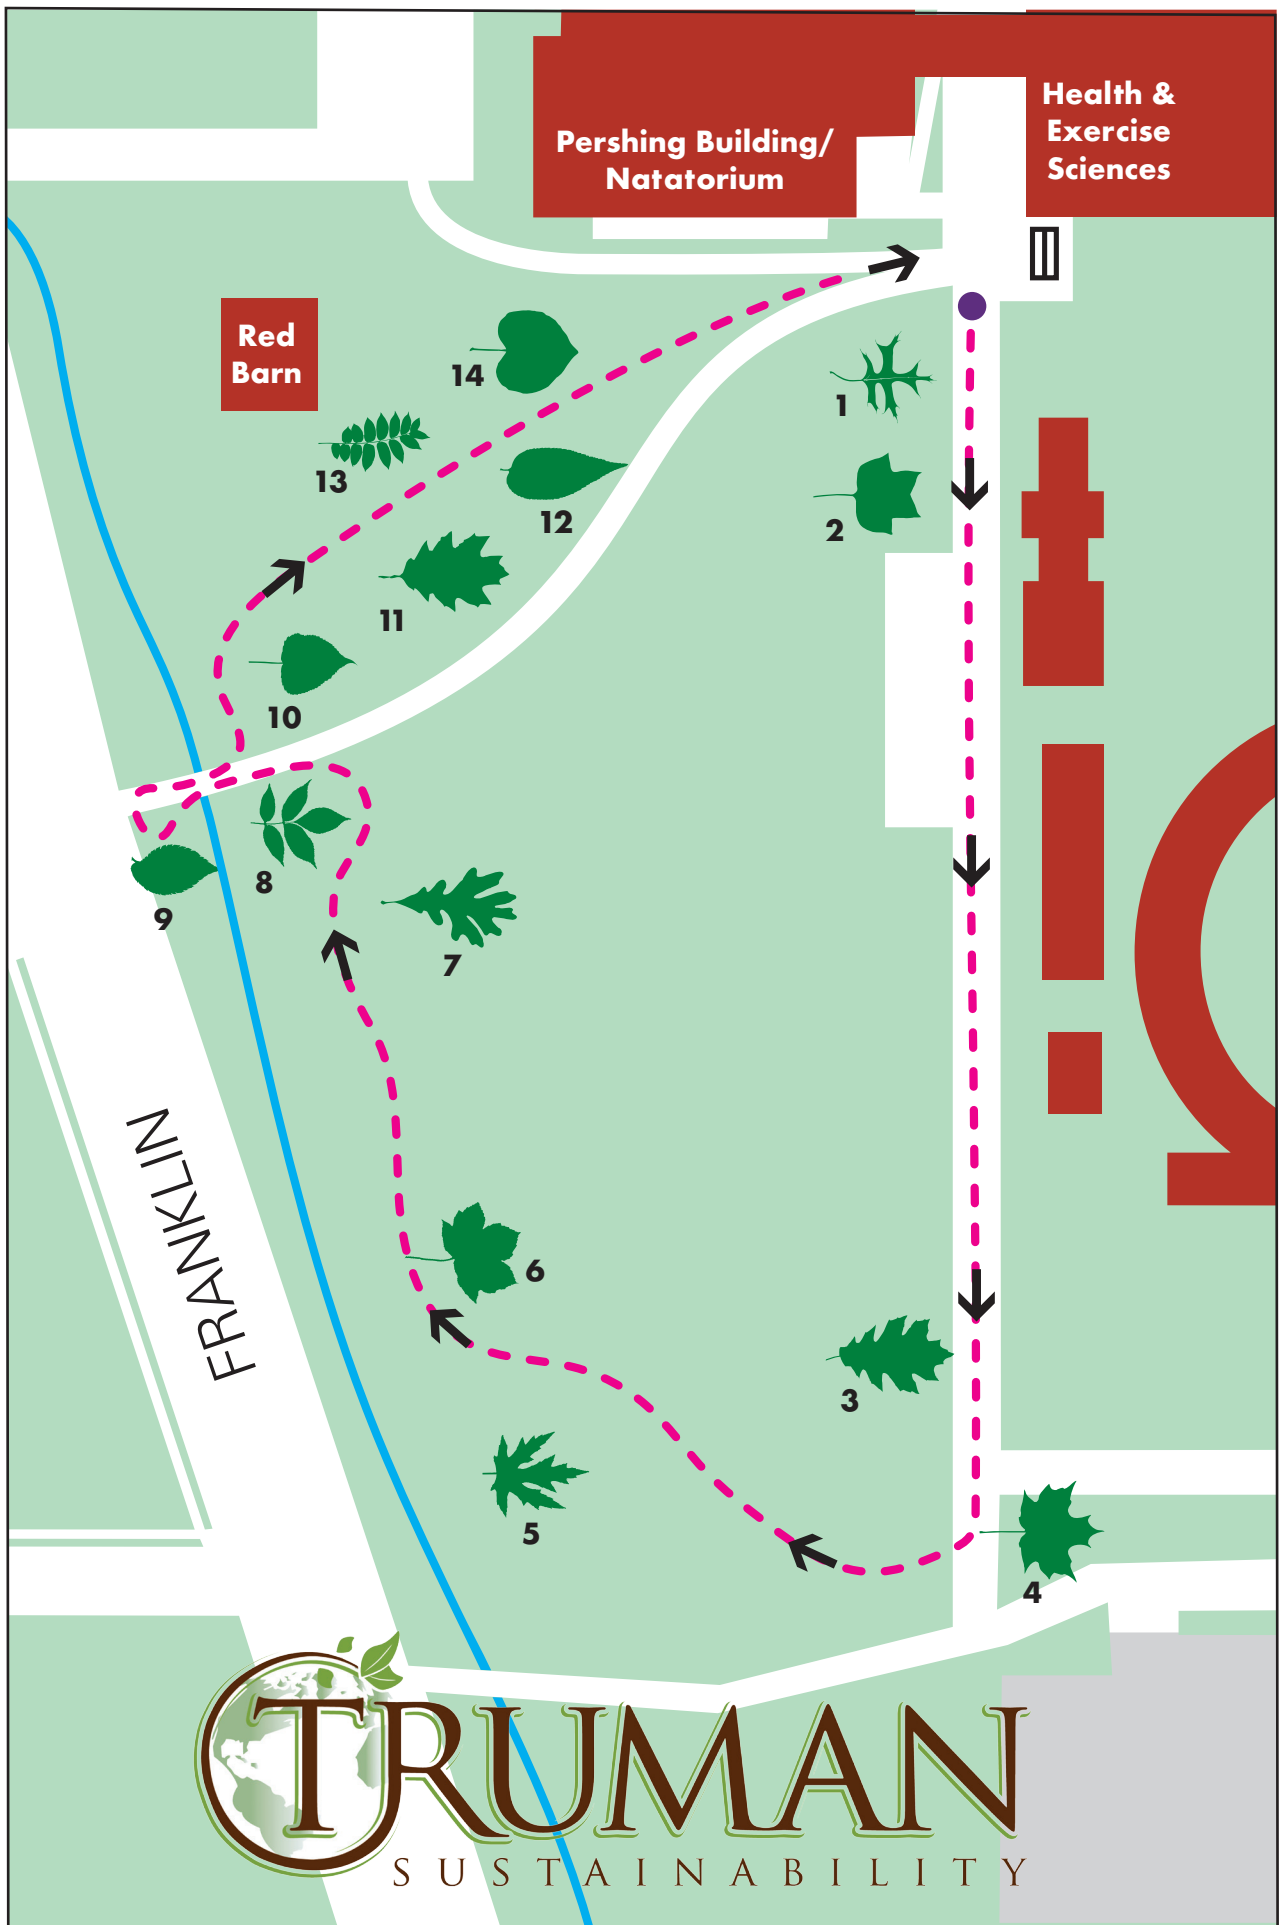 Pershing Building/
Natatorium
Health &
Exercise
Sciences
Red
Barn
14
1
13
12
2
11
10
8
9
7
FRANKLIN
6
3
5
4
TRUMAN
SUSTAINABILITY